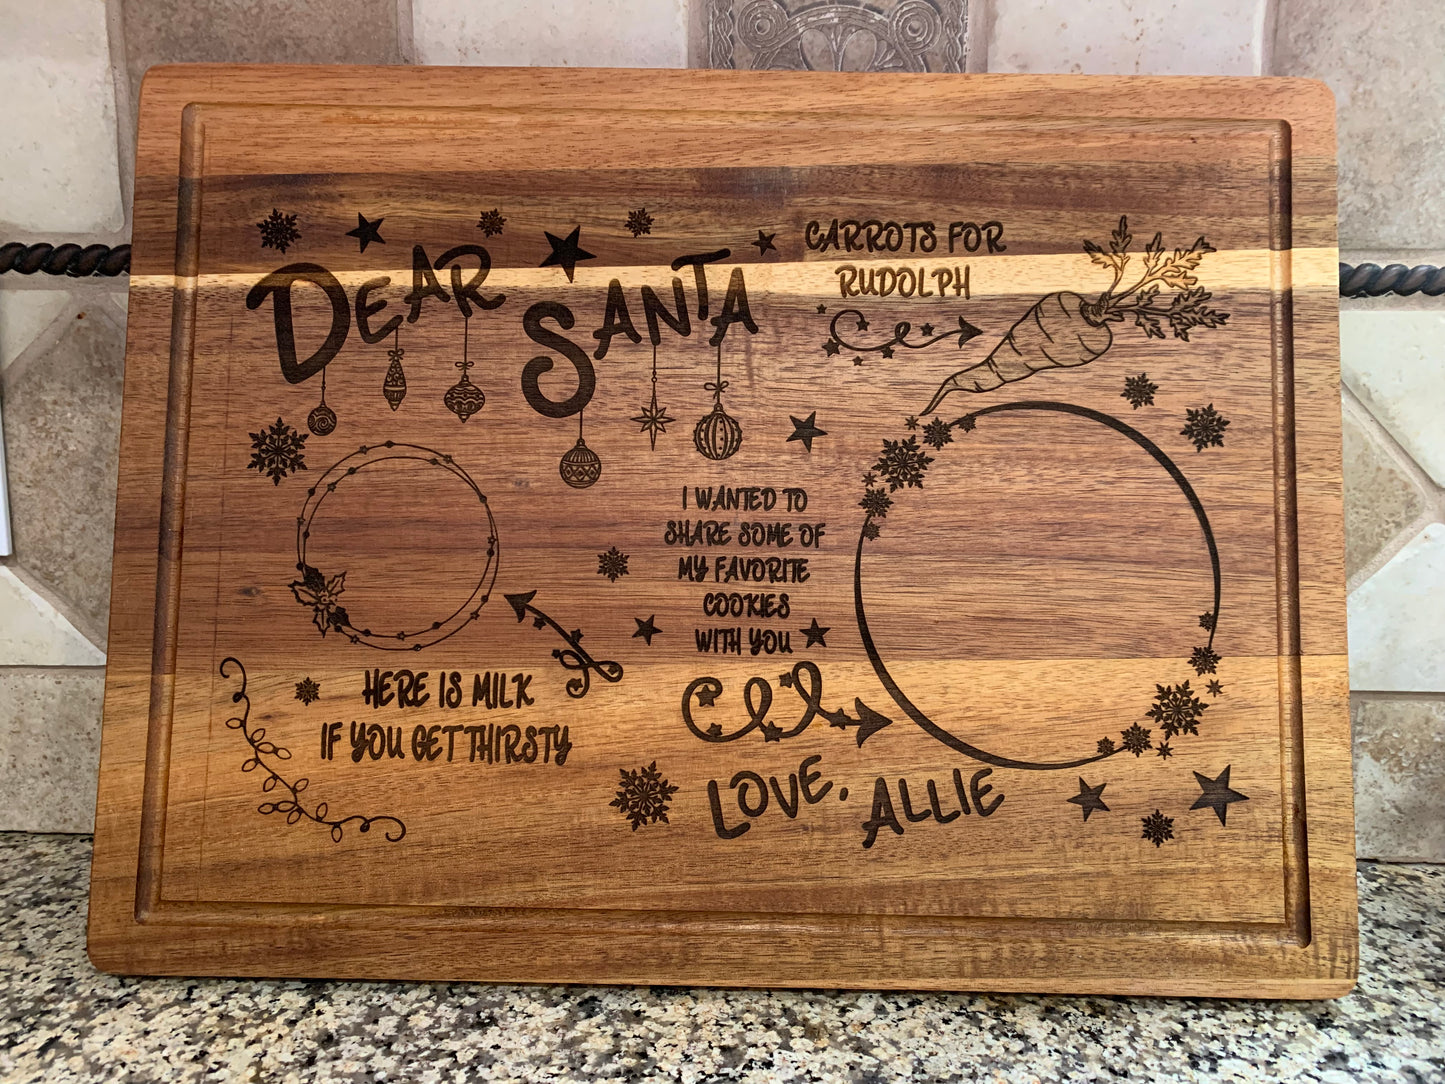 DEAR SANTA
CARROTS FOR
RUDOLPH
I WANTED TO
SHARE SOME OF
MY FAVORITE
COOKIES
WITH YOU
HERE IS MILK
IF YOU GET THIRSTY
LOVE, ALLIE